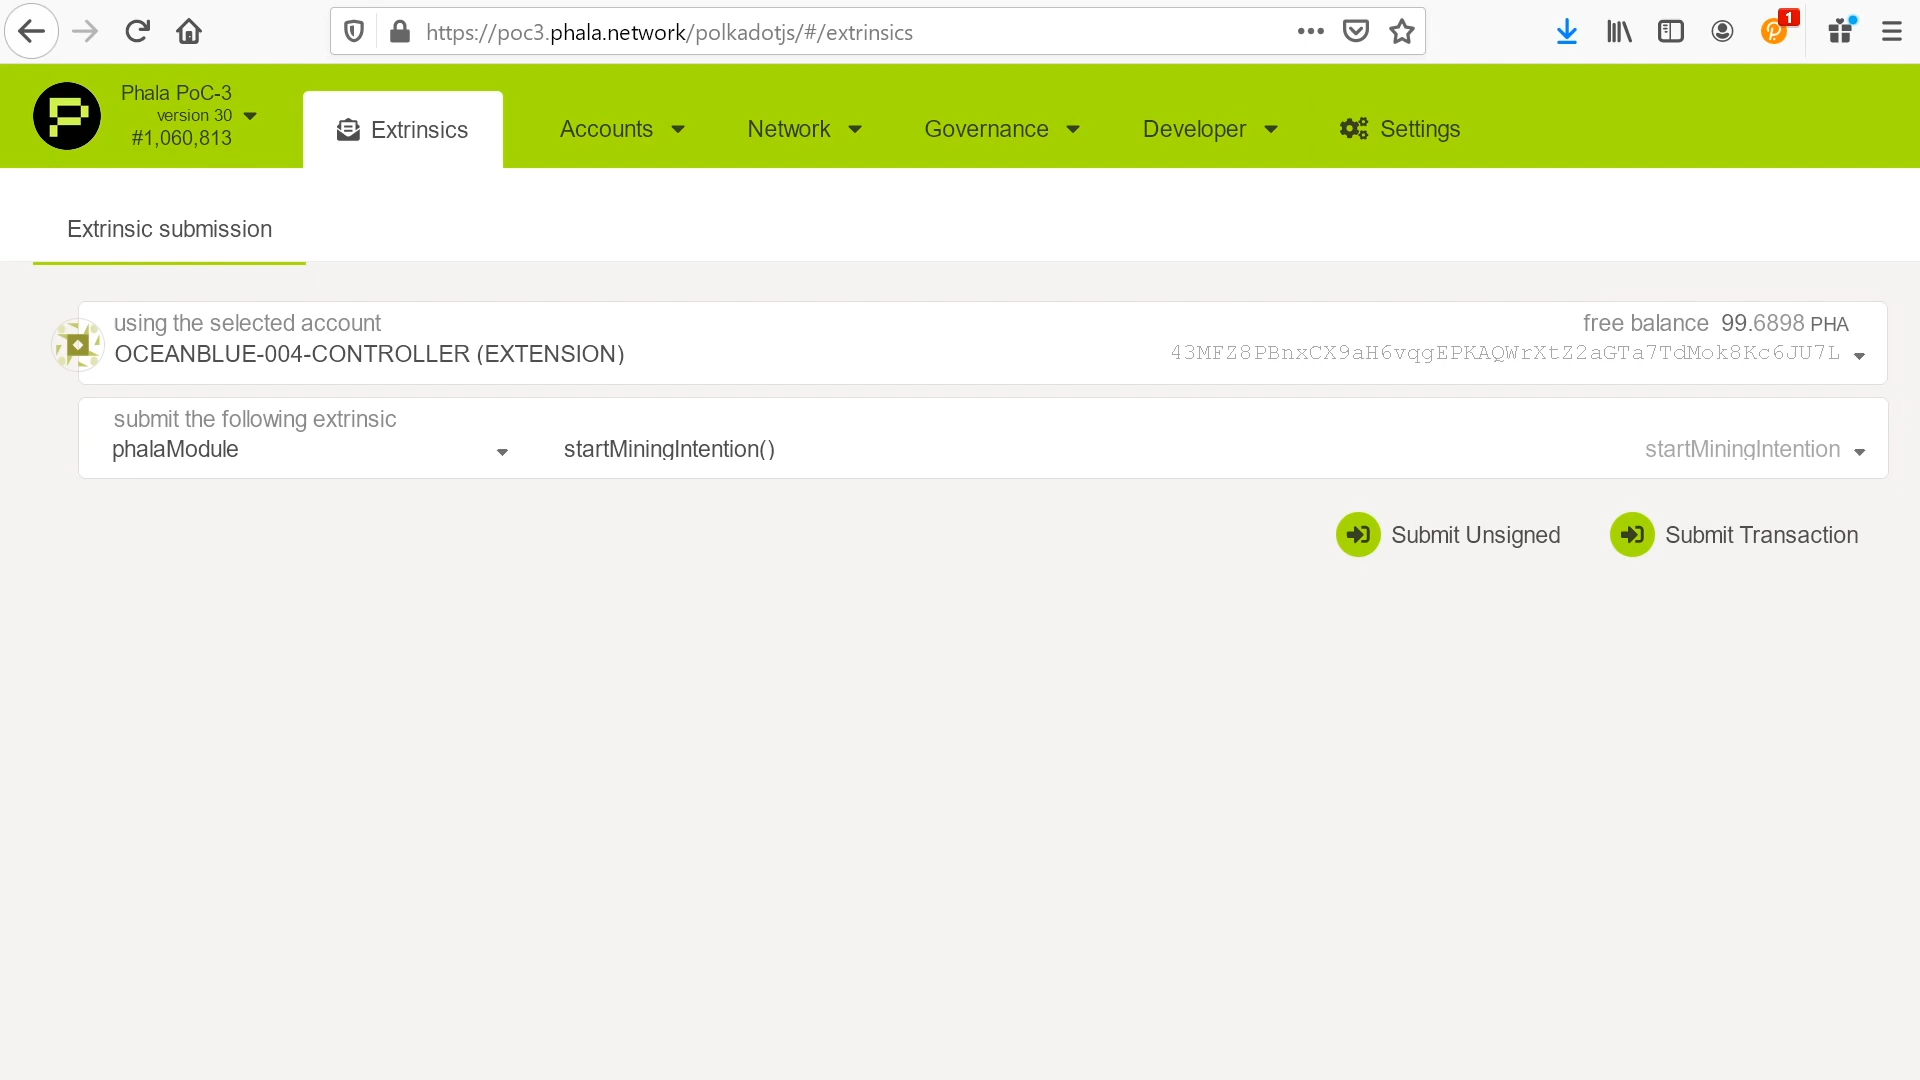 https://poc3.phala.network/polkadotjs/#/extrinsics
1
Phala PoC-3
version 30
#1,060,813
Extrinsics
Accounts
Network
Governance
Developer
Settings
Extrinsic submission
using the selected account
free balance 99.6898 PHA
OCEANBLUE-004-CONTROLLER (EXTENSION)
43MFZ8PBnxCX9aH6vqgEPKAQWrXtZ2aGTa7TdMok8Kc6JU7L
submit the following extrinsic
phalaModule
startMiningIntention()
startMiningIntention
Submit Unsigned
Submit Transaction